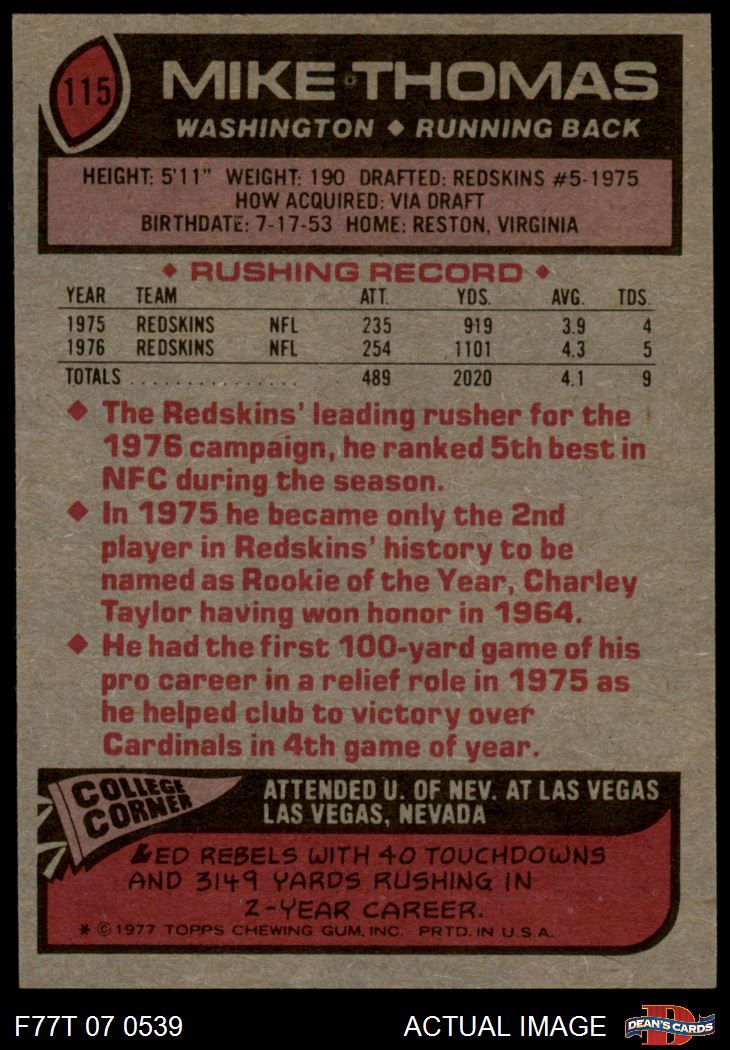 115
MIKE THOMAS
WASHINGTON ◆ RUNNING BACK
HEIGHT: 5'11" WEIGHT: 190 DRAFTED: REDSKINS #5-1975
HOW ACQUIRED: VIA DRAFT
BIRTHDATE: 7-17-53 HOME: RESTON, VIRGINIA
◆ RUSHING RECORD ◆
YEAR TEAM ATT. YDS. AVG. TDS.
1975 REDSKINS NFL 235 919 3.9 4
1976 REDSKINS NFL 254 1101 4.3 5
TOTALS . . . . . . . . . . . . . . . . 489 2020 4.1 9
◆ The Redskins' leading rusher for the
1976 campaign, he ranked 5th best in
NFC during the season.
◆ In 1975 he became only the 2nd
player in Redskins' history to be
named as Rookie of the Year, Charley
Taylor having won honor in 1964.
◆ He had the first 100-yard game of his
pro career in a relief role in 1975 as
he helped club to victory over
Cardinals in 4th game of year.
COLLEGE
CORNER
ATTENDED U. OF NEV. AT LAS VEGAS
LAS VEGAS, NEVADA
LED REBELS WITH 40 TOUCHDOWNS
AND 3149 YARDS RUSHING IN
2-YEAR CAREER.
* © 1977 TOPPS CHEWING GUM, INC. PRTD. IN U.S.A.
F77T 07 0539 ACTUAL IMAGE
D
DEAN'S CARDS